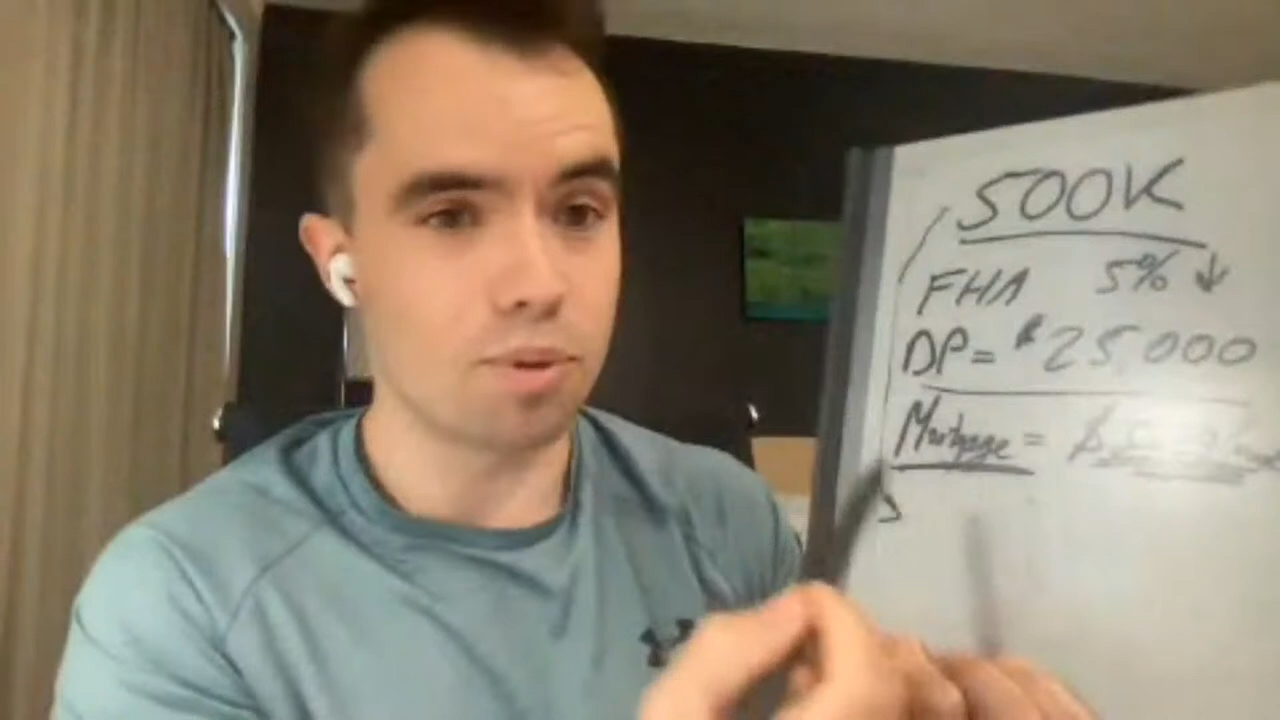 500K
FHA 5% ↓
DP = $25,000
Mortgage = $